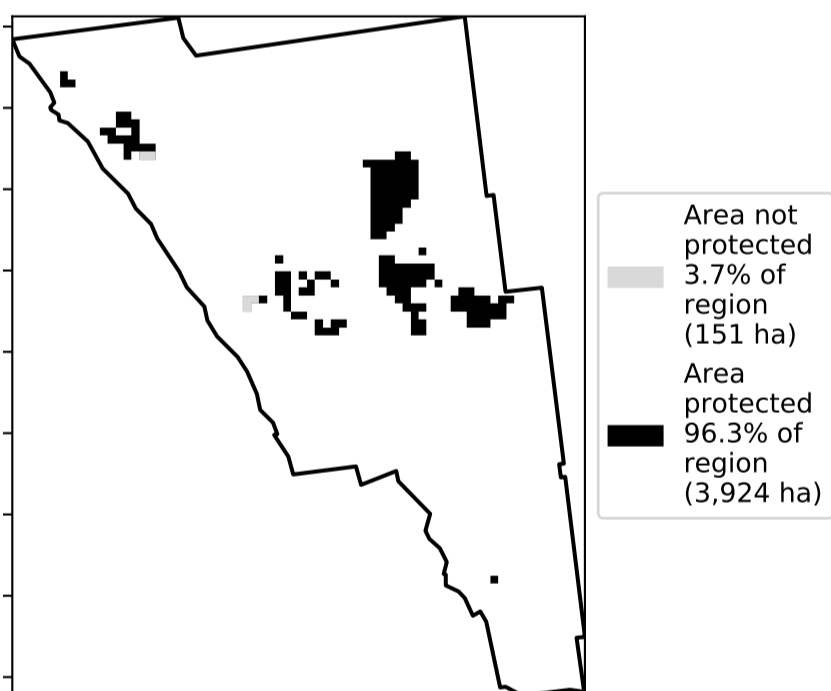 Area not
protected
3.7% of
region
(151 ha)
Area
protected
96.3% of
region
(3,924 ha)